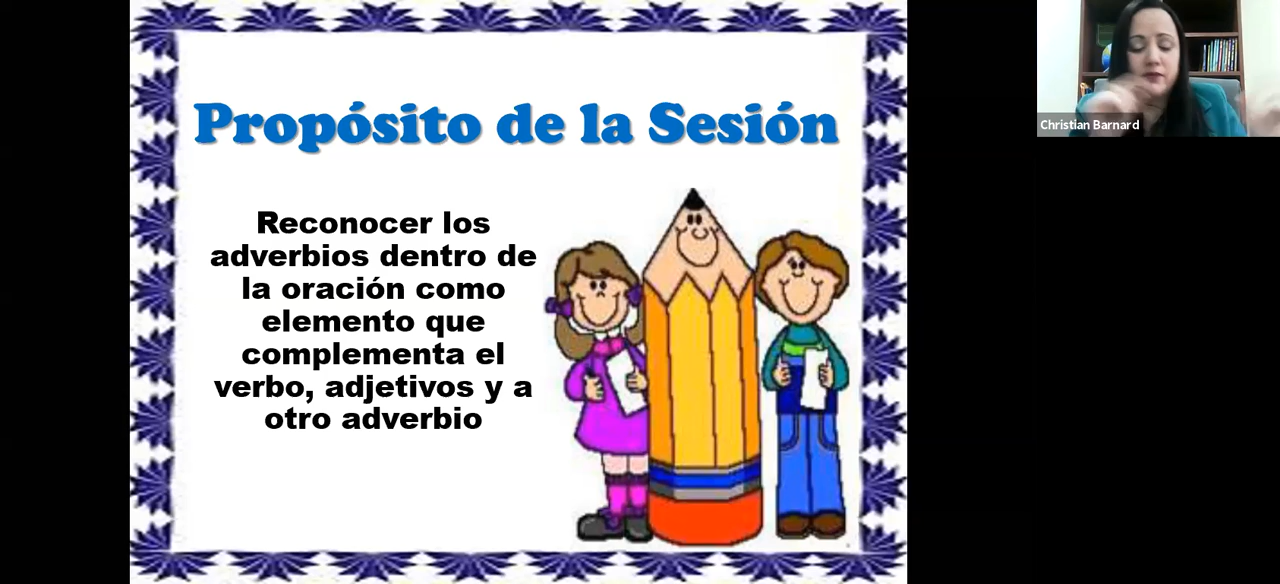 Propósito de la Sesión
Reconocer los
adverbios dentro de
la oración como
elemento que
complementa el
verbo, adjetivos y a
otro adverbio
Christian Barnard